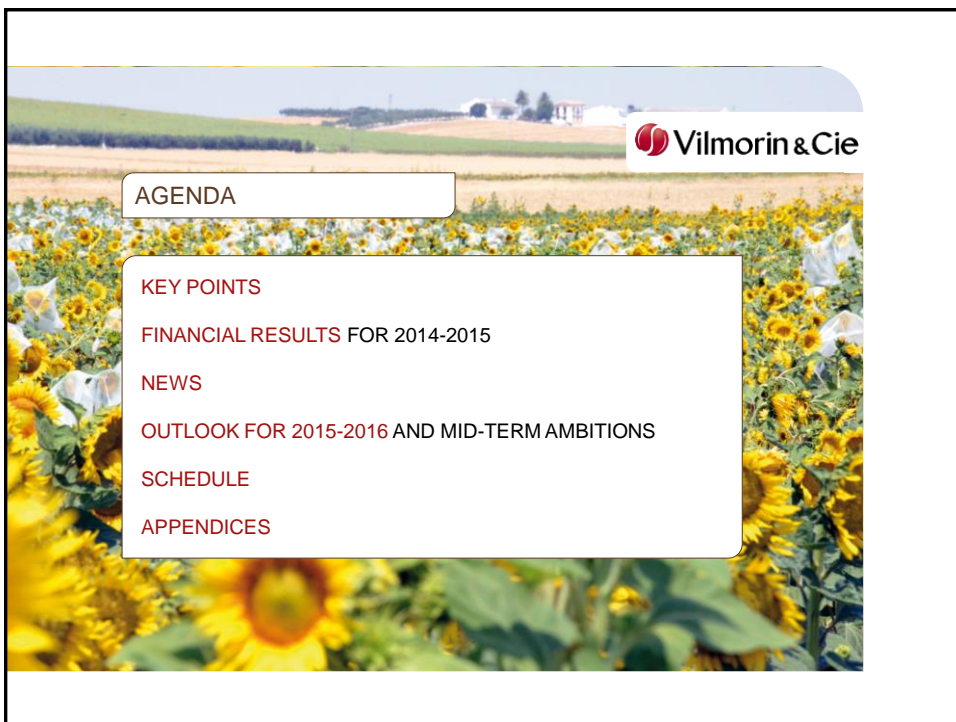 Vilmorin & Cie
AGENDA
KEY POINTS
FINANCIAL RESULTS FOR 2014-2015
NEWS
OUTLOOK FOR 2015-2016 AND MID-TERM AMBITIONS
SCHEDULE
APPENDICES